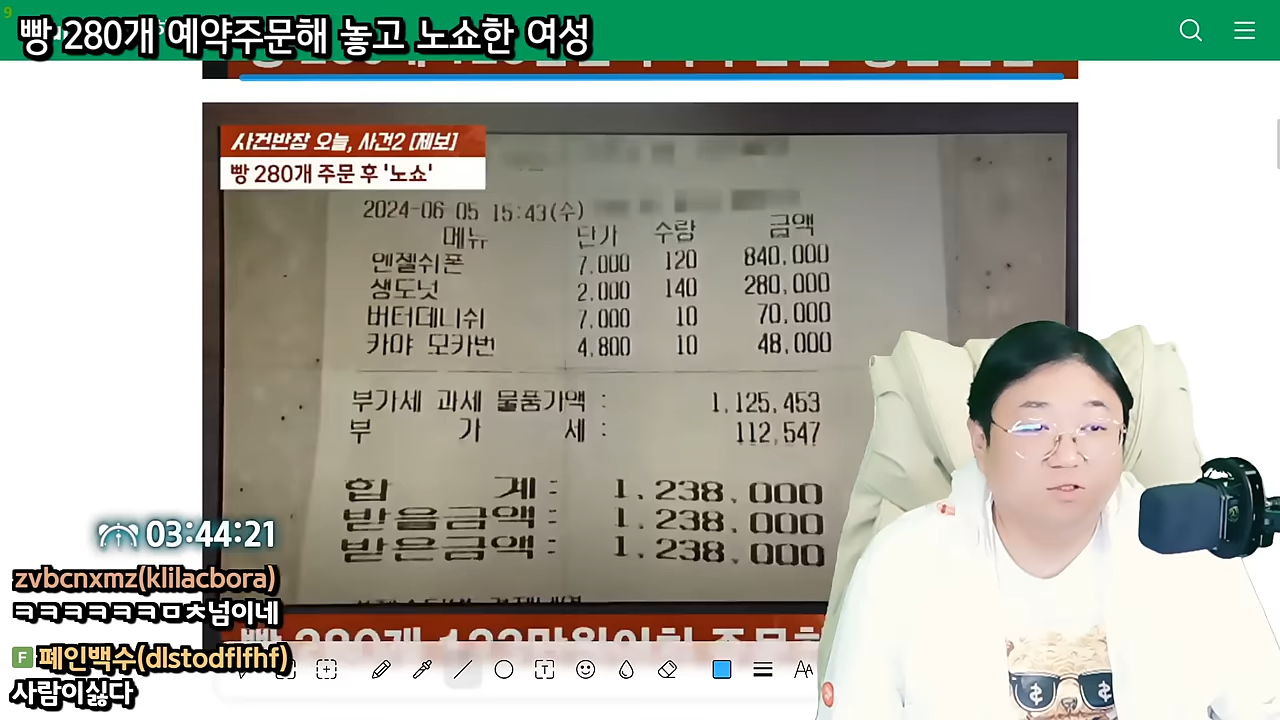 9
빵 280개 예약주문해 놓고 노쇼한 여성
사건반장 오늘, 사건2 [제보]
빵 280개 주문 후 '노쇼'
2024-06-05 15:43(수)
메뉴 단가 수량 금액
엔젤쉬폰 7,000 120 840,000
생도넛 2,000 140 280,000
버터데니쉬 7,000 10 70,000
카야 모카번 4,800 10 48,000
부가세 과세 물품가액 : 1,125,453
부 가 세 : 112,547
합 계: 1,238,000
받을금액: 1,238,000
받은금액: 1,238,000
03:44:21
zvbcnxmz(klilacbora)
ㅋㅋㅋㅋㅋㅋㅁㅊ넘이네
F 폐인백수(dlstodflfhf)
사람이싫다
T
AA